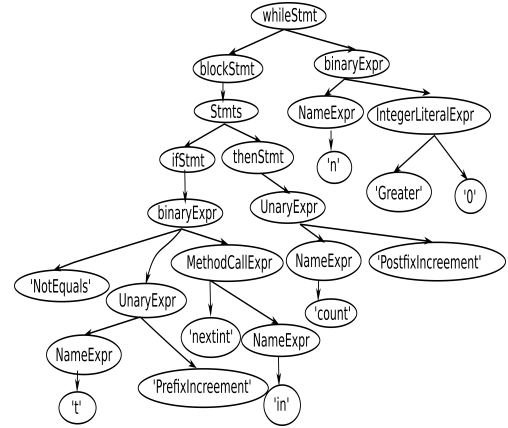 whileStmt
blockStmt
binaryExpr
Stmts
NameExpr
IntegerLiteralExpr
ifStmt
thenStmt
'n'
'Greater'
'0'
binaryExpr
UnaryExpr
'NotEquals'
UnaryExpr
MethodCallExpr
NameExpr
'PostfixIncreement'
'nextint'
NameExpr
'count'
NameExpr
'PrefixIncreement'
't'
'in'